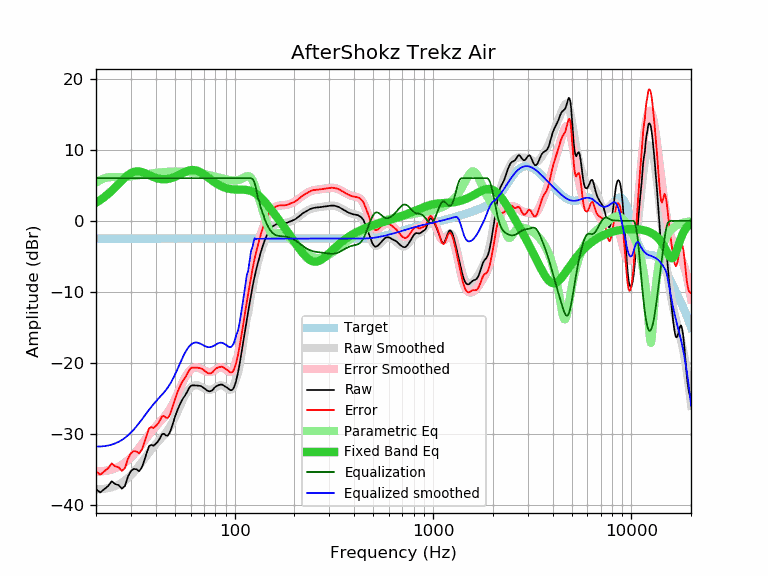 AfterShokz Trekz Air
20
10
0
−10
−20
−30
−40
Amplitude (dBr)
Target
Raw Smoothed
Error Smoothed
Raw
Error
Parametric Eq
Fixed Band Eq
Equalization
Equalized smoothed
100
1000
10000
Frequency (Hz)